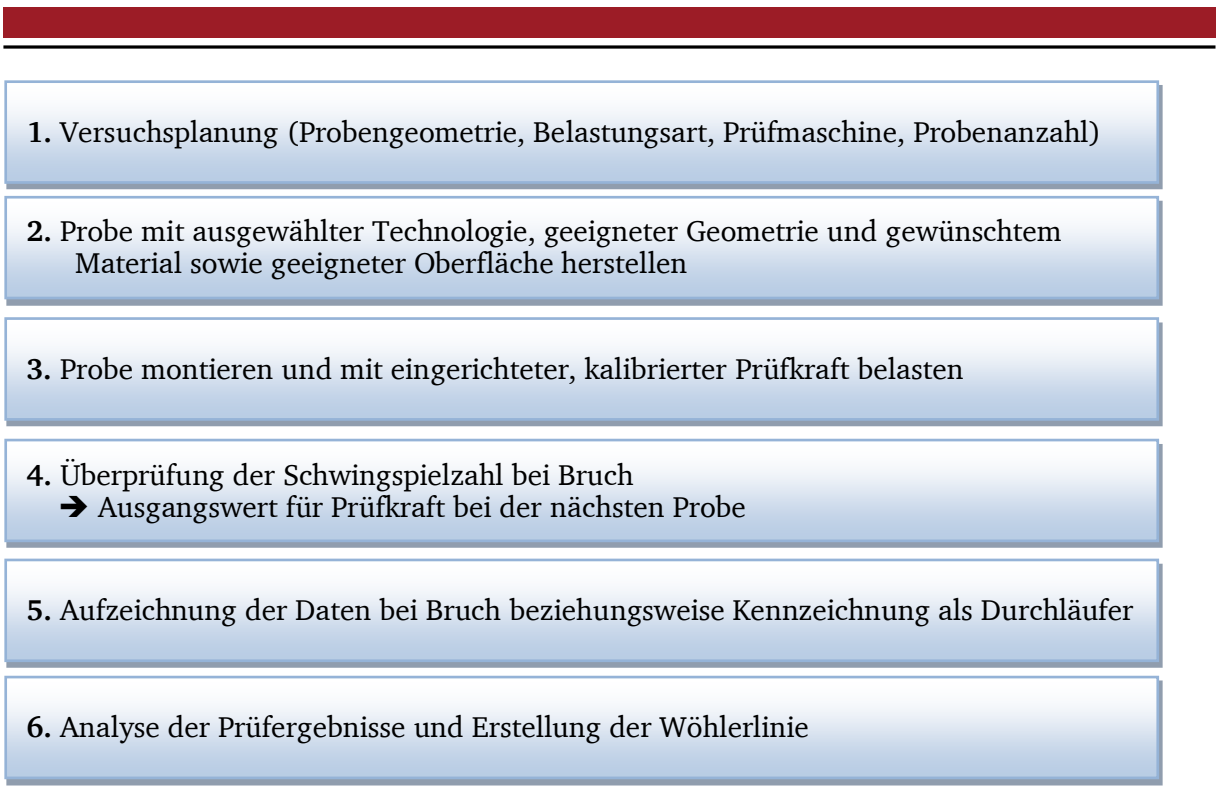 1. Versuchsplanung (Probengeometrie, Belastungsart, Prüfmaschine, Probenanzahl)
2. Probe mit ausgewählter Technologie, geeigneter Geometrie und gewünschtem
Material sowie geeigneter Oberfläche herstellen
3. Probe montieren und mit eingerichteter, kalibrierter Prüfkraft belasten
4. Überprüfung der Schwingspielzahl bei Bruch
➔ Ausgangswert für Prüfkraft bei der nächsten Probe
5. Aufzeichnung der Daten bei Bruch beziehungsweise Kennzeichnung als Durchläufer
6. Analyse der Prüfergebnisse und Erstellung der Wöhlerlinie